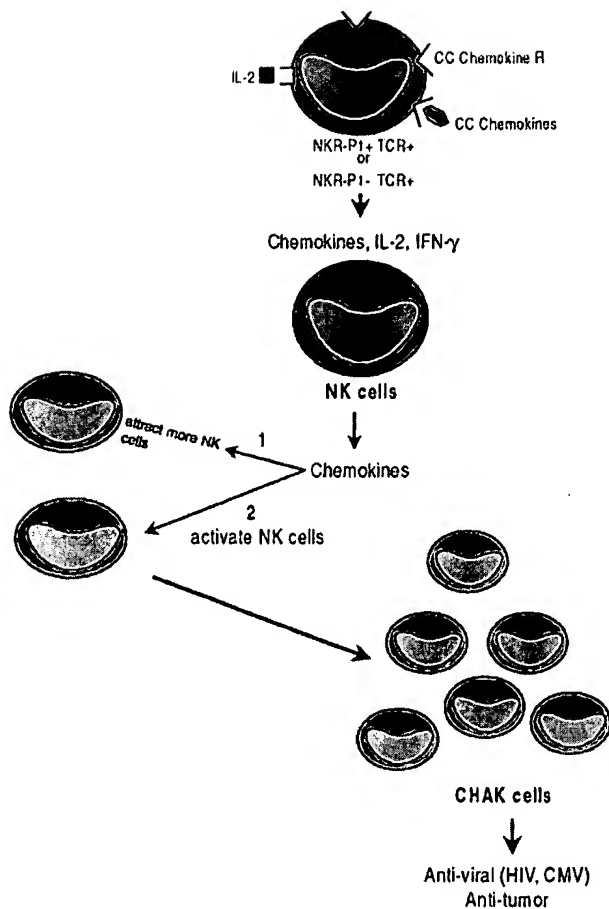 CC Chemokine R
IL-2
CC Chemokines
NKR-P1+ TCR+
or
NKR-P1- TCR+
Chemokines, IL-2, IFN-γ
NK cells
attract more NK
cells
1
Chemokines
2
activate NK cells
CHAK cells
Anti-viral (HIV, CMV)
Anti-tumor